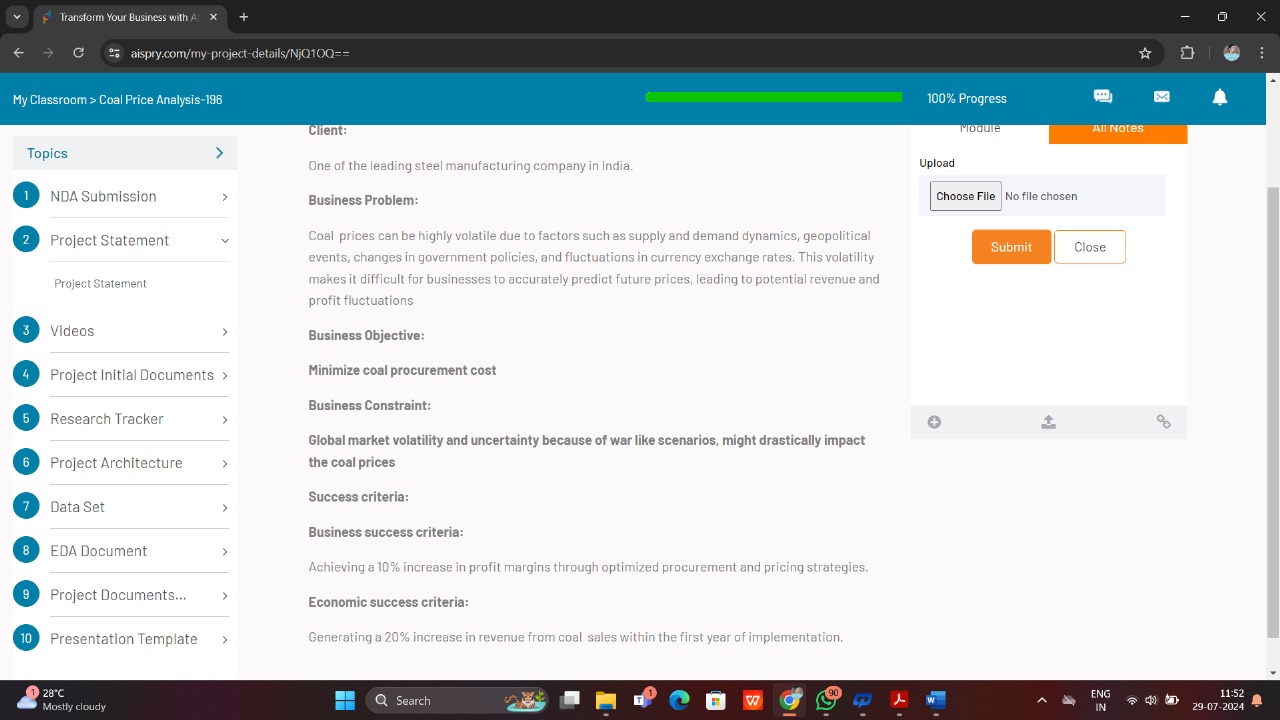 Transform Your Business with AI
aispry.com/my-project-details/NjQ1OQ==
My Classroom > Coal Price Analysis-196
100% Progress
Topics
1 NDA Submission
2 Project Statement
Project Statement
3 Videos
4 Project Initial Documents
5 Research Tracker
6 Project Architecture
7 Data Set
8 EDA Document
9 Project Documents...
10 Presentation Template
Client:
One of the leading steel manufacturing company in India.
Business Problem:
Coal prices can be highly volatile due to factors such as supply and demand dynamics, geopolitical
events, changes in government policies, and fluctuations in currency exchange rates. This volatility
makes it difficult for businesses to accurately predict future prices, leading to potential revenue and
profit fluctuations
Business Objective:
Minimize coal procurement cost
Business Constraint:
Global market volatility and uncertainty because of war like scenarios, might drastically impact
the coal prices
Success criteria:
Business success criteria:
Achieving a 10% increase in profit margins through optimized procurement and pricing strategies.
Economic success criteria:
Generating a 20% increase in revenue from coal sales within the first year of implementation.
Module
All Notes
Upload
Choose File No file chosen
Submit
Close
1
28°C
Mostly cloudy
Search
1
90
ENG
IN
11:52
29-07-2024